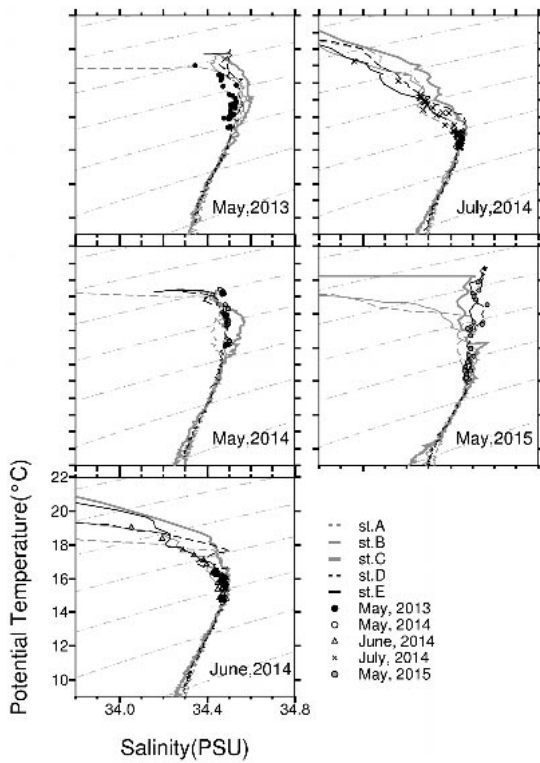 May,2013
July,2014
May,2014
May,2015
Potential Temperature(°C)
22
20
18
16
14
12
10
June,2014
34.0
34.4
34.8
Salinity(PSU)
st.A
st.B
st.C
st.D
st.E
May, 2013
May, 2014
June, 2014
July, 2014
May, 2015